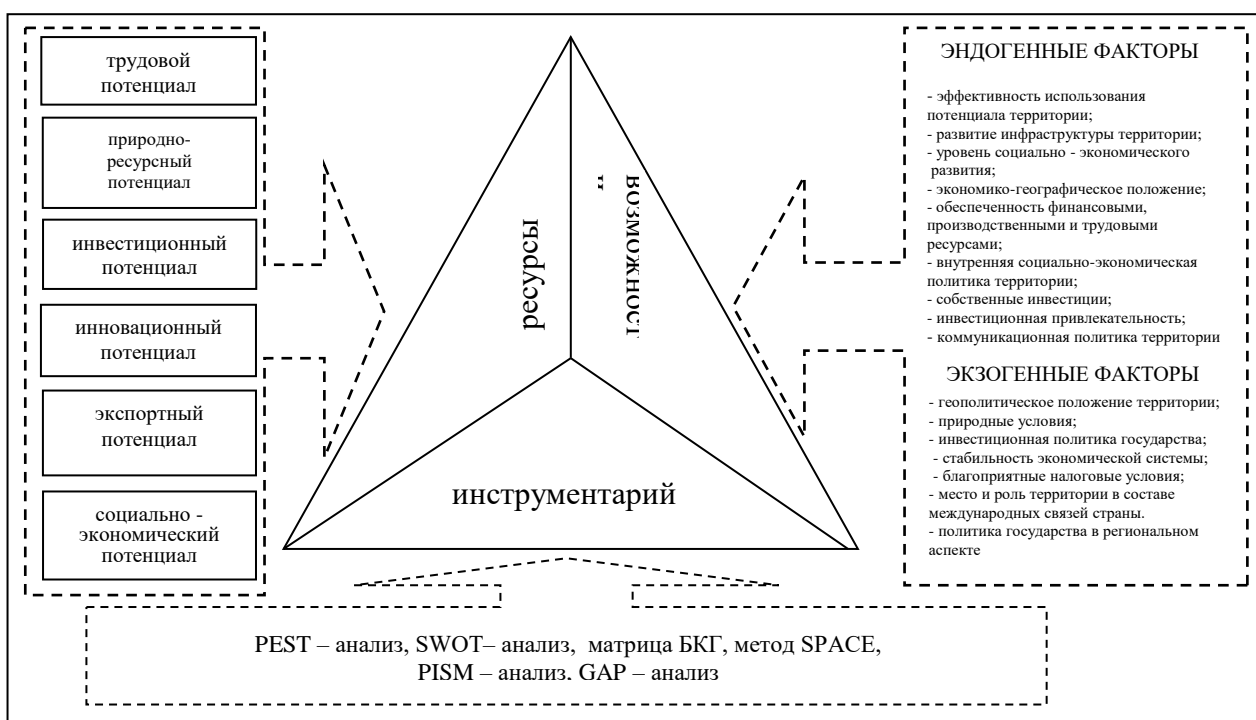 трудовой
потенциал
природно-
ресурсный
потенциал
инвестиционный
потенциал
инновационный
потенциал
экспортный
потенциал
социально -
экономический
потенциал
ресурсы
возможност
и
инструментарий
ЭНДОГЕННЫЕ ФАКТОРЫ
- эффективность использования
потенциала территории;
- развитие инфраструктуры территории;
- уровень социально - экономического
развития;
- экономико-географическое положение;
- обеспеченность финансовыми,
производственными и трудовыми
ресурсами;
- внутренняя социально-экономическая
политика территории;
- собственные инвестиции;
- инвестиционная привлекательность;
- коммуникационная политика территории
ЭКЗОГЕННЫЕ ФАКТОРЫ
- геополитическое положение территории;
- природные условия;
- инвестиционная политика государства;
- стабильность экономической системы;
- благоприятные налоговые условия;
- место и роль территории в составе
международных связей страны.
- политика государства в региональном
аспекте
PEST – анализ, SWOT– анализ, матрица БКГ, метод SPACE,
PISM – анализ. GAP – анализ